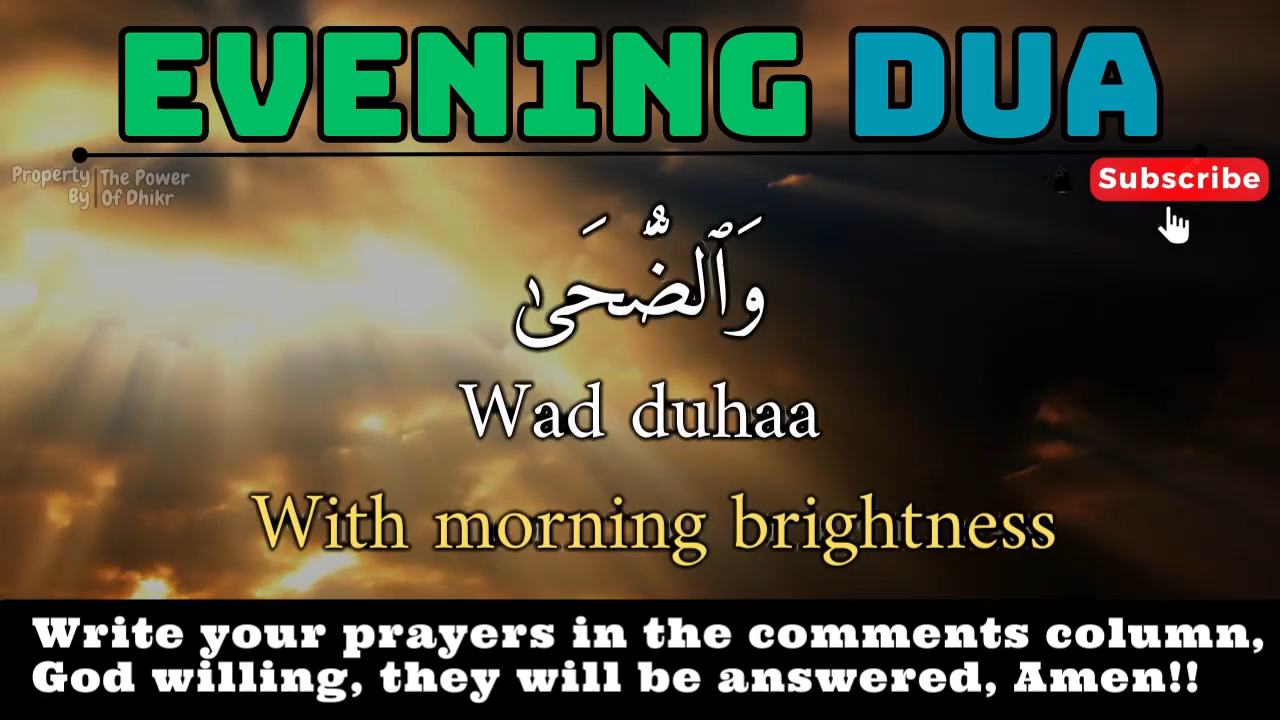 EVENING DUA
Property By | The Power Of Dhikr
Subscribe
وَٱلضُّحَىٰ
Wad duhaa
With morning brightness
Write your prayers in the comments column,
God willing, they will be answered, Amen!!